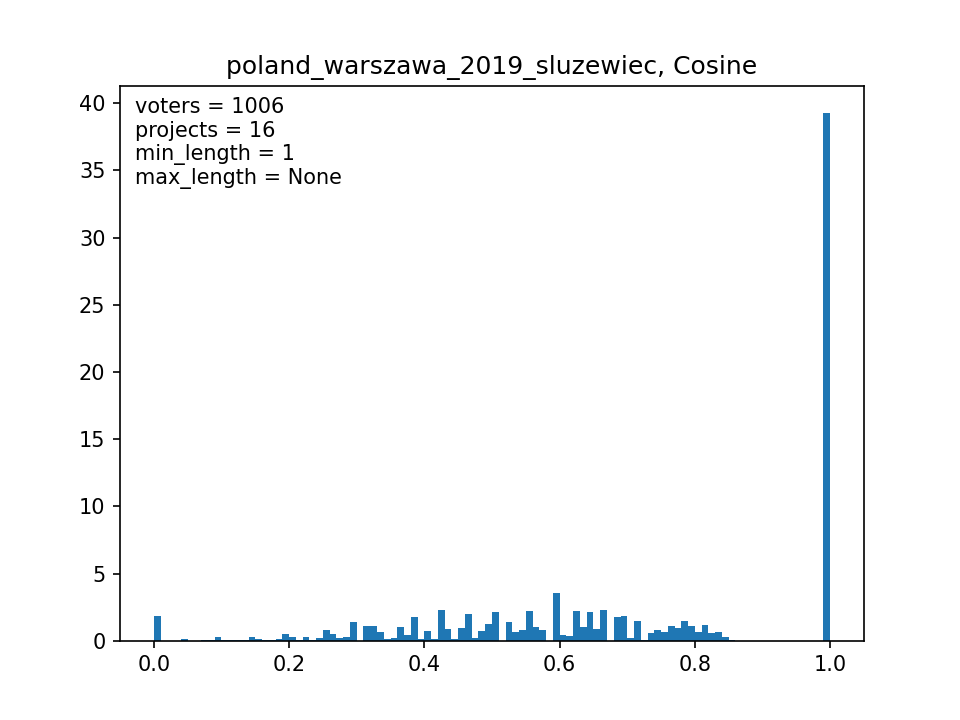 poland_warszawa_2019_sluzewiec, Cosine
40
35
30
25
20
15
10
5
0
voters = 1006
projects = 16
min_length = 1
max_length = None
0.0 0.2 0.4 0.6 0.8 1.0